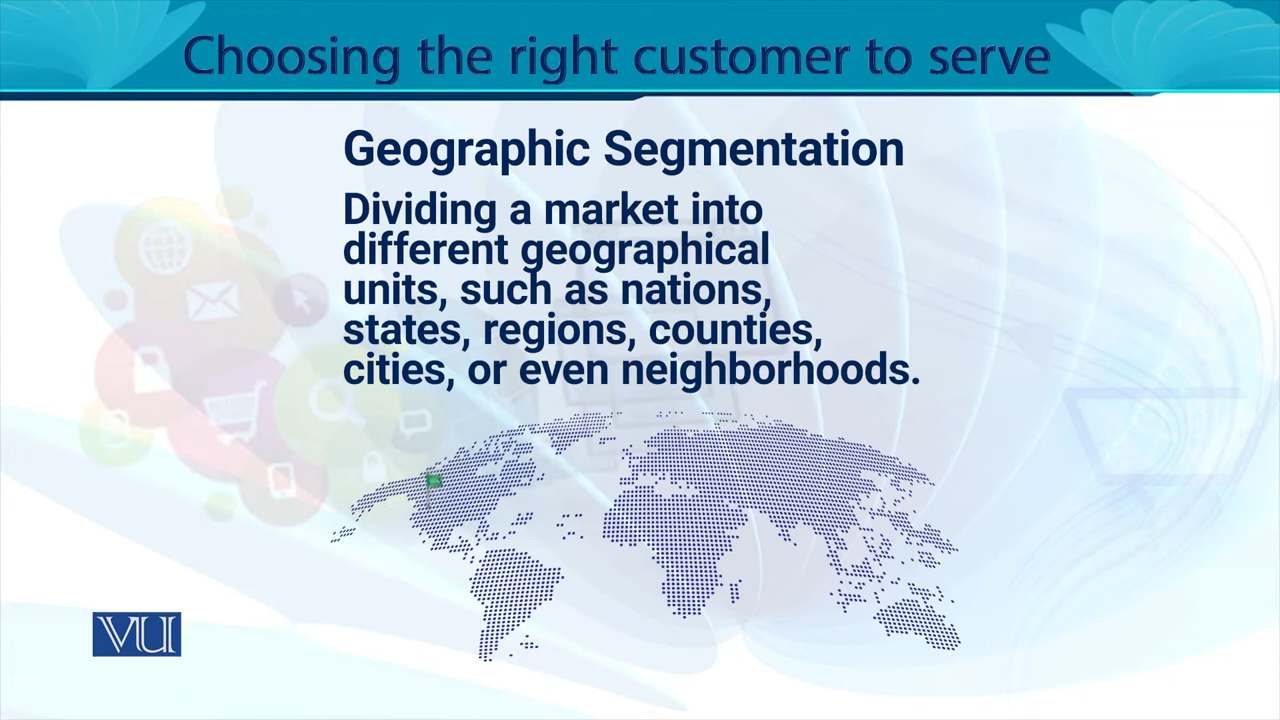 Choosing the right customer to serve
Geographic Segmentation
Dividing a market into
different geographical
units, such as nations,
states, regions, counties,
cities, or even neighborhoods.
VU